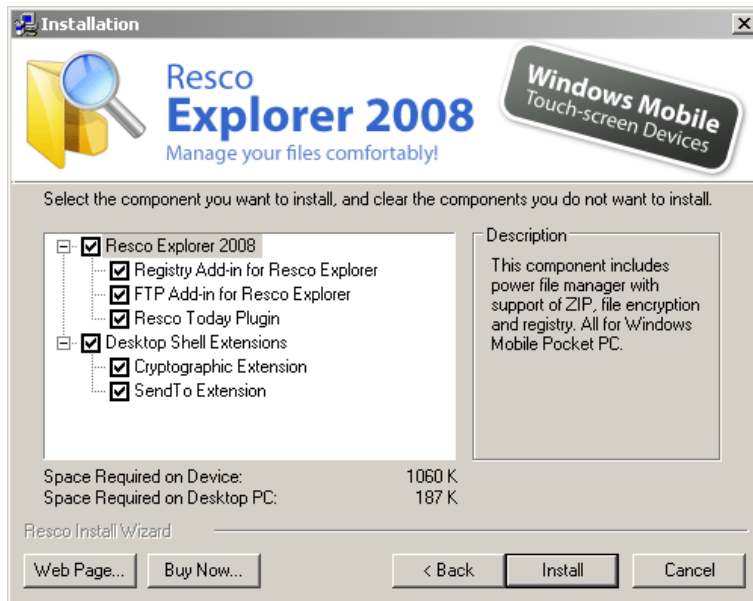 Installation
Resco
Explorer 2008
Manage your files comfortably!
Windows Mobile
Touch-screen Devices
Select the component you want to install, and clear the components you do not want to install.
Resco Explorer 2008
Registry Add-in for Resco Explorer
FTP Add-in for Resco Explorer
Resco Today Plugin
Desktop Shell Extensions
Cryptographic Extension
SendTo Extension
Description
This component includes
power file manager with
support of ZIP, file encryption
and registry. All for Windows
Mobile Pocket PC.
Space Required on Device: 1060 K
Space Required on Desktop PC: 187 K
Resco Install Wizard
Web Page... Buy Now... < Back Install Cancel